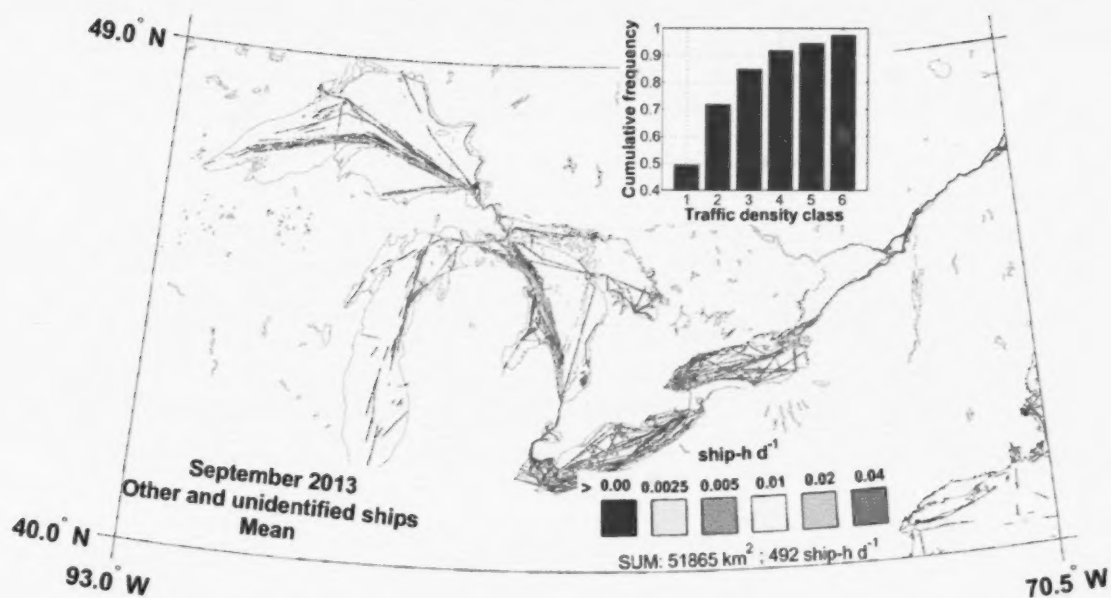 49.0° N
Cumulative frequency
1
0.9
0.8
0.7
0.6
0.5
0.4
1 2 3 4 5 6
Traffic density class
September 2013
Other and unidentified ships
Mean
ship-h d⁻¹
> 0.00 0.0025 0.005 0.01 0.02 0.04
SUM: 51865 km² ; 492 ship-h d⁻¹
40.0° N
93.0° W
70.5° W